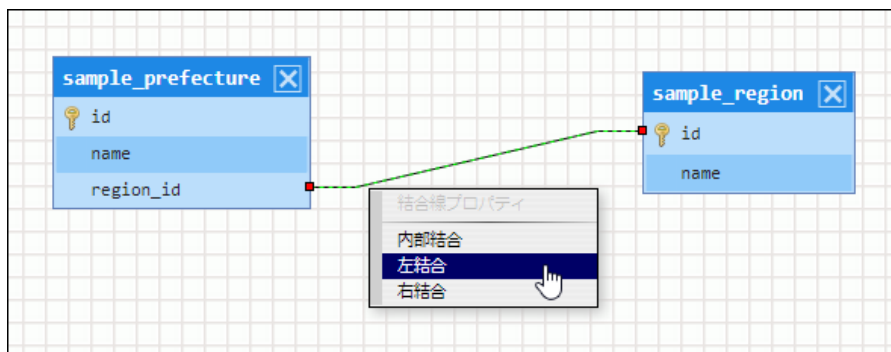 sample_prefecture
id
name
region_id
sample_region
id
name
結合線プロパティ
内部結合
左結合
右結合